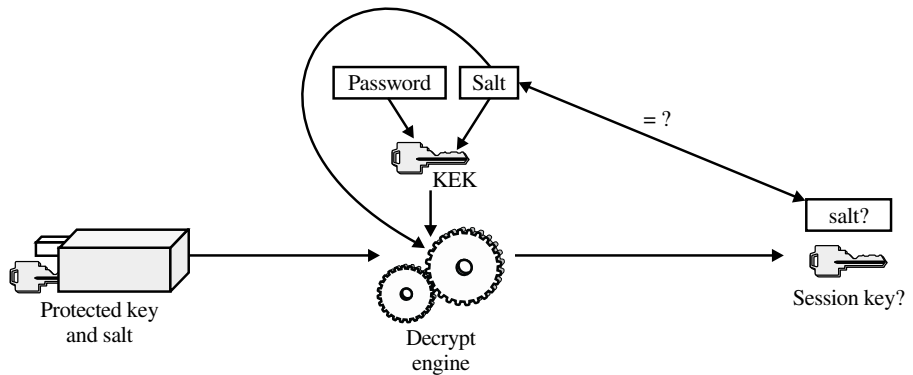 Password
Salt
= ?
KEK
salt?
Protected key
and salt
Decrypt
engine
Session key?